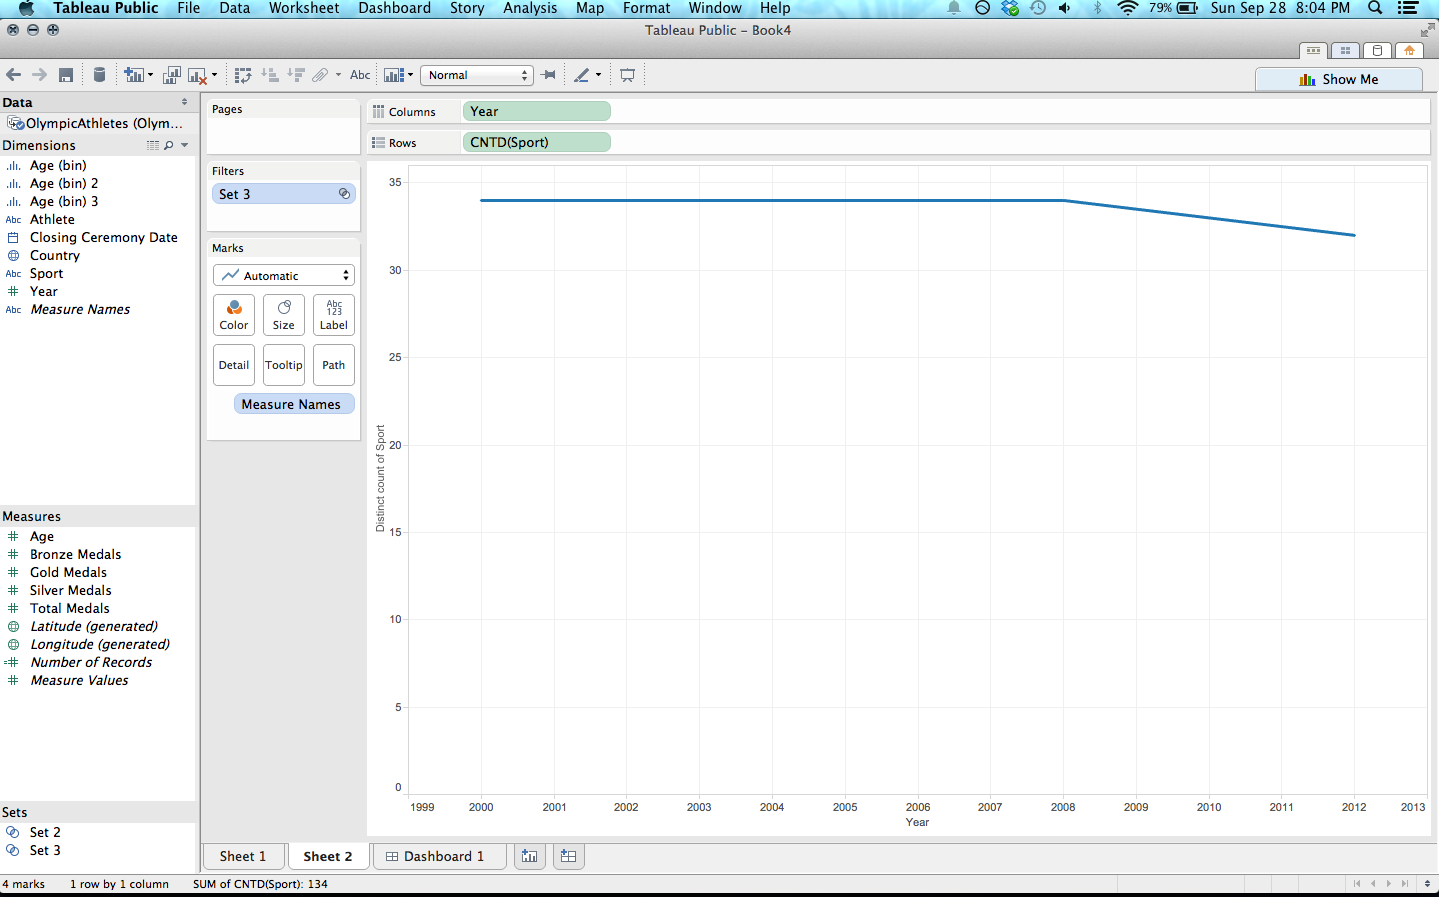 Tableau Public File Data Worksheet Dashboard Story Analysis Map Format Window Help 79% Sun Sep 28 8:04 PM
Tableau Public - Book4
Abc Normal
Show Me
Data
OlympicAthletes (Olym...
Dimensions
Age (bin)
Age (bin) 2
Age (bin) 3
Abc Athlete
Closing Ceremony Date
Country
Abc Sport
# Year
Abc Measure Names
Measures
# Age
# Bronze Medals
# Gold Medals
# Silver Medals
# Total Medals
Latitude (generated)
Longitude (generated)
=# Number of Records
# Measure Values
Sets
Set 2
Set 3
Pages
Filters
Set 3
Marks
Automatic
Color Size Abc 123 Label
Detail Tooltip Path
Measure Names
Columns Year
Rows CNTD(Sport)
Distinct count of Sport
35
30
25
20
15
10
5
0
1999 2000 2001 2002 2003 2004 2005 2006 2007 2008 2009 2010 2011 2012 2013
Year
Sheet 1 Sheet 2 Dashboard 1
4 marks 1 row by 1 column SUM of CNTD(Sport): 134